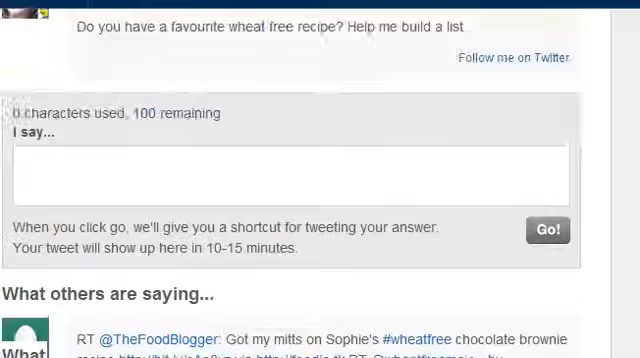 Do you have a favourite wheat free recipe? Help me build a list
Follow me on Twitter.
0 characters used, 100 remaining
I say...
When you click go, we'll give you a shortcut for tweeting your answer.
Go!
Your tweet will show up here in 10-15 minutes.
What others are saying...
RT @TheFoodBlogger: Got my mitts on Sophie's #wheatfree chocolate brownie
What